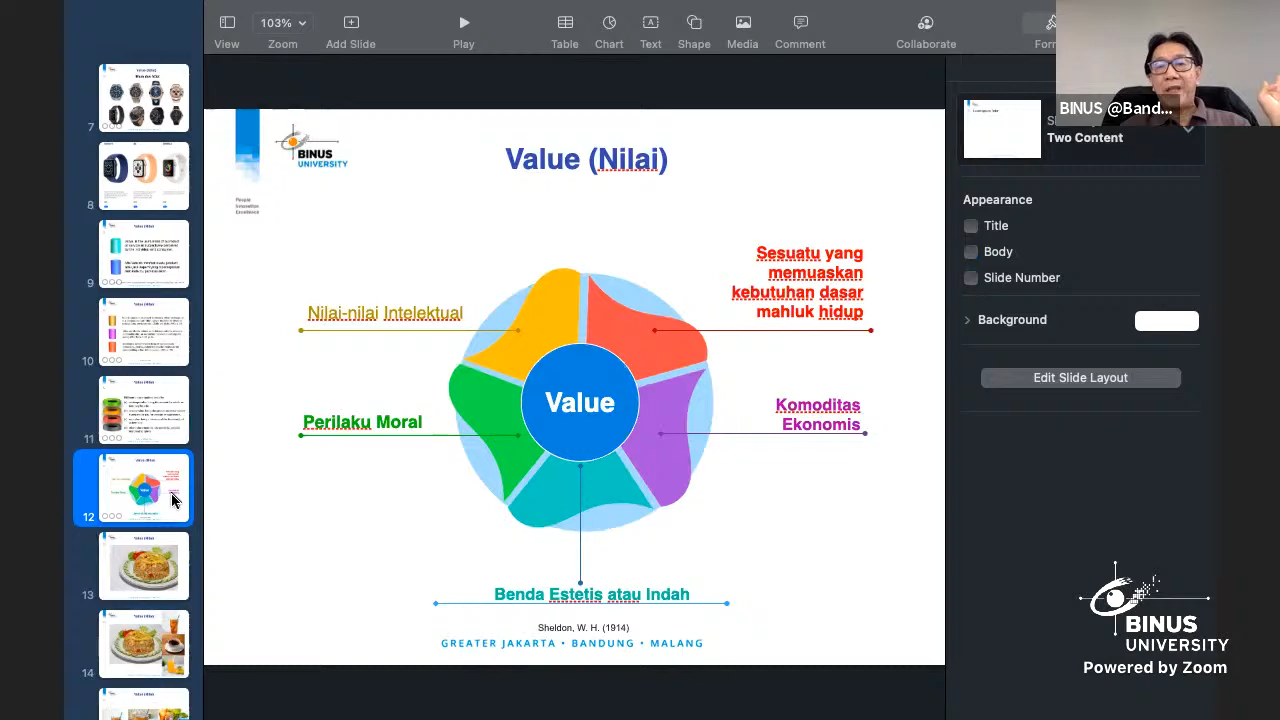 103%
View
Zoom
Add Slide
Play
Table
Chart
Text
Shape
Media
Comment
Collaborate
BINUS @Band...
Two Content
Appearance
Title
Body
Slide Number
Background
Edit Slide Layout
7
8
9
10
11
12
13
14
BINUS
UNIVERSITY
People
Innovation
Excellence
Value (Nilai)
Sesuatu yang
memuaskan
kebutuhan dasar
mahluk hidup
Nilai-nilai Intelektual
Value
Komoditas
Ekonomis
Perilaku Moral
Benda Estetis atau Indah
Sheldon, W. H. (1914)
GREATER JAKARTA • BANDUNG • MALANG
BINUS
UNIVERSITY
Powered by Zoom